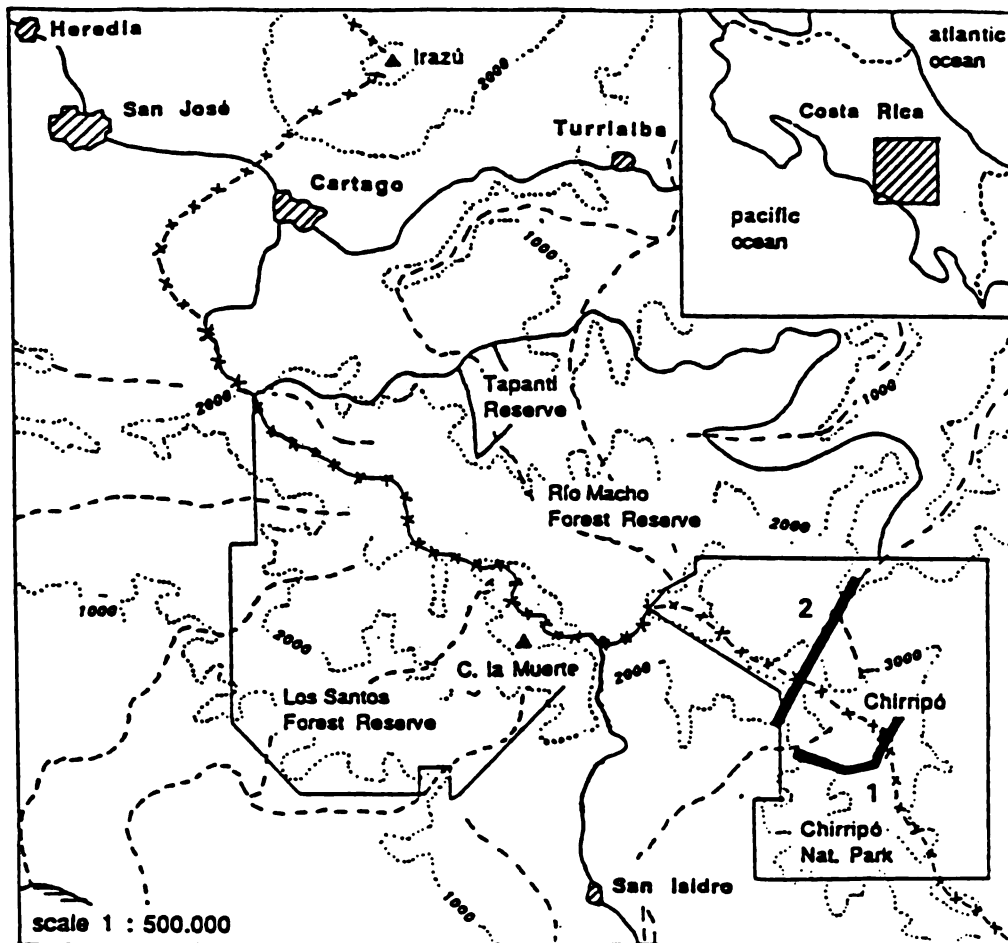 Heredia
Irazú
2000
San José
Turrialba
Cartago
1000
atlantic
ocean
Costa Rica
pacific
ocean
Tapantí
Reserve
2000
1000
Río Macho
Forest Reserve
2000
1000
2000
2
3000
C. la Muerte
2000
Los Santos
Forest Reserve
Chirripó
1
Chirripó
Nat. Park
San Isidro
1000
scale 1 : 500.000